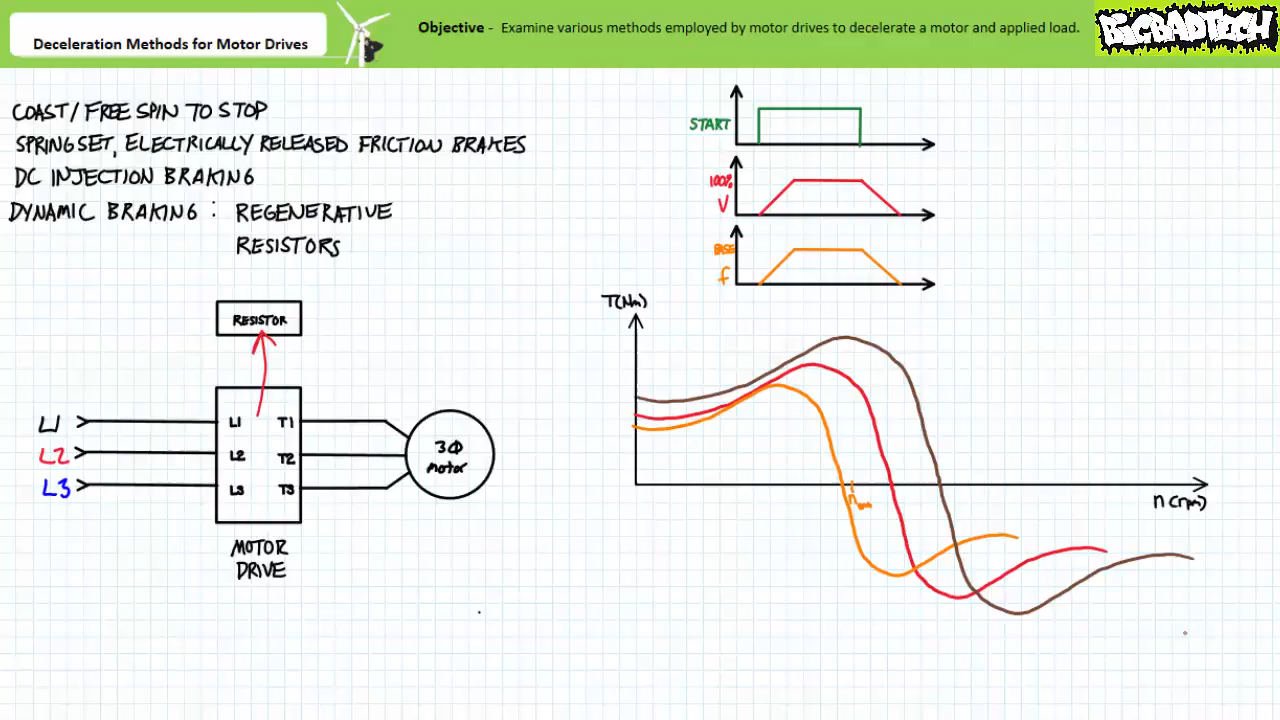 Deceleration Methods for Motor Drives
Objective - Examine various methods employed by motor drives to decelerate a motor and applied load.
BIGBADTECH
COAST/FREE SPIN TO STOP
SPRING SET, ELECTRICALLY RELEASED FRICTION BRAKES
DC INJECTION BRAKING
DYNAMIC BRAKING : REGENERATIVE
RESISTORS
START
100%
V
BASE
f
RESISTOR
L1
L2
L3
L1 T1
L2 T2
L3 T3
3Φ
motor
MOTOR
DRIVE
T(Nm)
n(rpm)